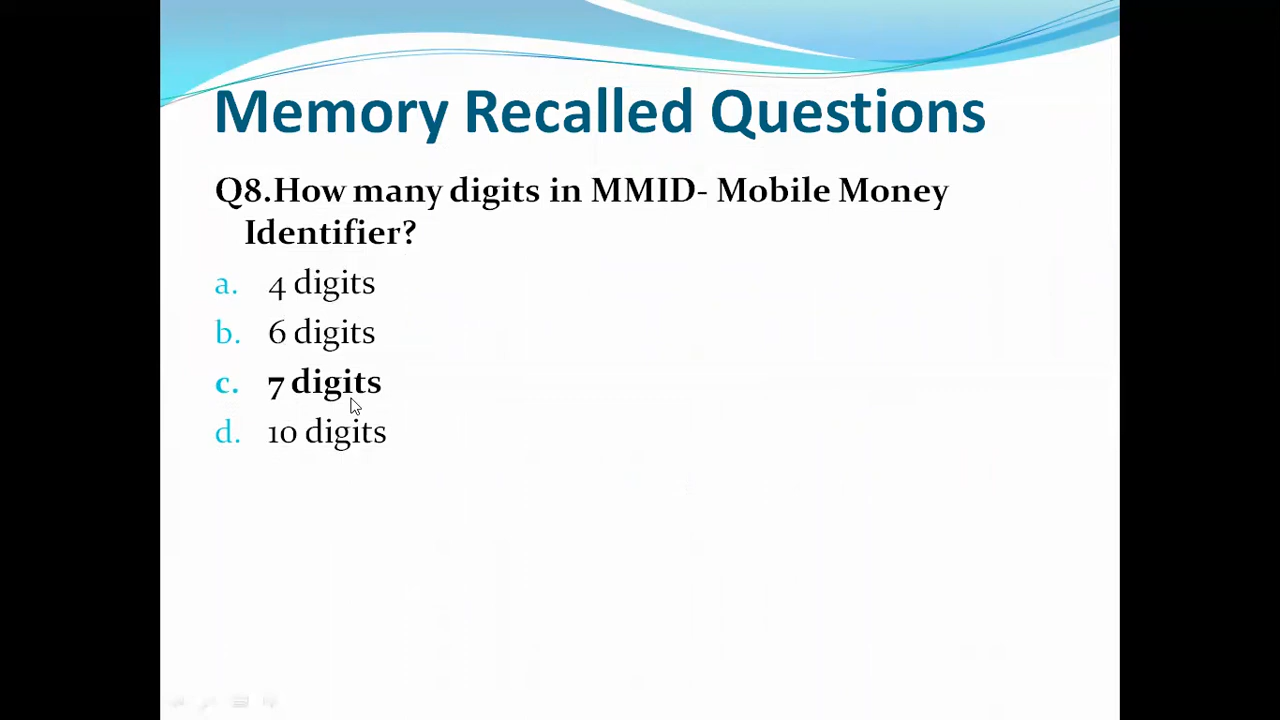 Memory Recalled Questions
Q8.How many digits in MMID- Mobile Money
Identifier?
a. 4 digits
b. 6 digits
c. 7 digits
d. 10 digits